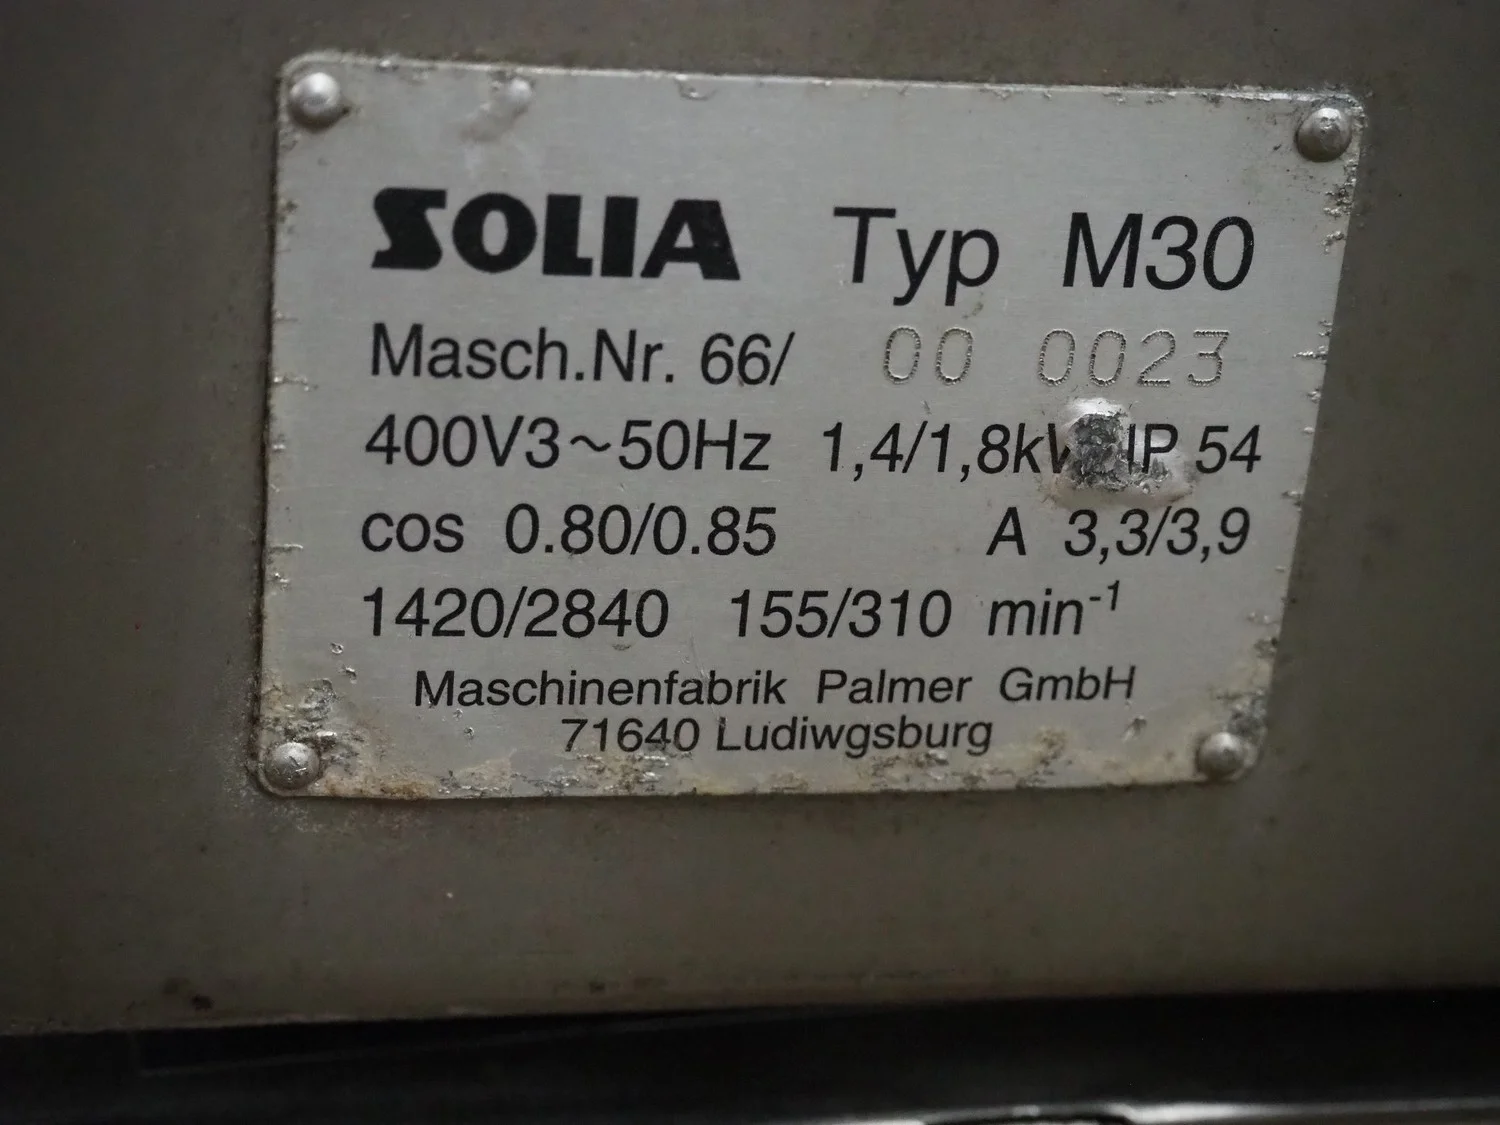 SOLIA Typ M30
Masch.Nr. 66/ 00 0023
400V3~50Hz 1,4/1,8kW IP 54
cos 0.80/0.85 A 3,3/3,9
1420/2840 155/310 min⁻¹
Maschinenfabrik Palmer GmbH
71640 Ludiwgsburg